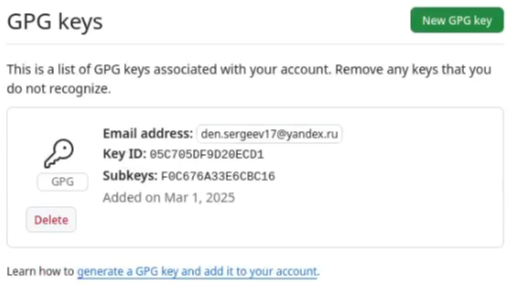 GPG keys
New GPG key
This is a list of GPG keys associated with your account. Remove any keys that you
do not recognize.
Email address: den.sergeev17@yandex.ru
Key ID: 05C705DF9D20ECD1
GPG
Subkeys: F0C676A33E6CBC16
Added on Mar 1, 2025
Delete
Learn how to generate a GPG key and add it to your account.